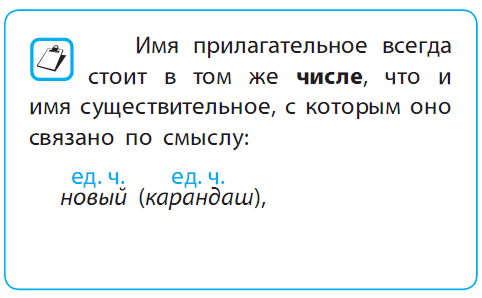 Имя прилагательное всегда
стоит в том же числе, что и
имя существительное, с которым оно
связано по смыслу:
ед. ч. ед. ч.
новый (карандаш),